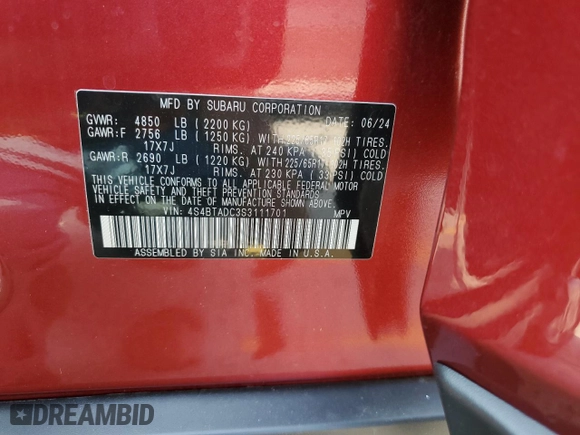 MFD BY SUBARU CORPORATION
GVWR: 4850 LB (2200 KG) DATE: 06/24
GAWR:F 2756 LB (1250 KG) WITH TIRES.
17X7J RIMS. AT 240 KPA COLD
GAWR:R 2690 LB (1220 KG) WITH 225/65R17 TIRES.
17X7J RIMS. AT 230 KPA (33 PSI) COLD
THIS VEHICLE CONFORMS TO ALL APPLICABLE FEDERAL MOTOR
VEHICLE SAFETY AND THEFT PREVENTION STANDARDS
IN EFFECT ON THE DATE OF MANUFACTURE SHOWN ABOVE.
VIN: 4S4BTADC3S3111701 MPV
ASSEMBLED BY SIA INC. MADE IN U.S.A.
DREAMBID